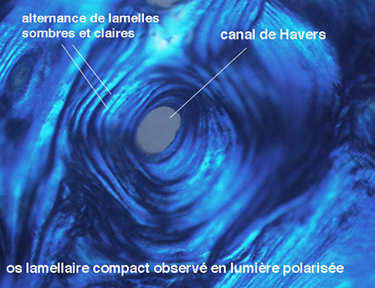 alternance de lamelles
sombres et claires
canal de Havers
os lamellaire compact observé en lumière polarisée